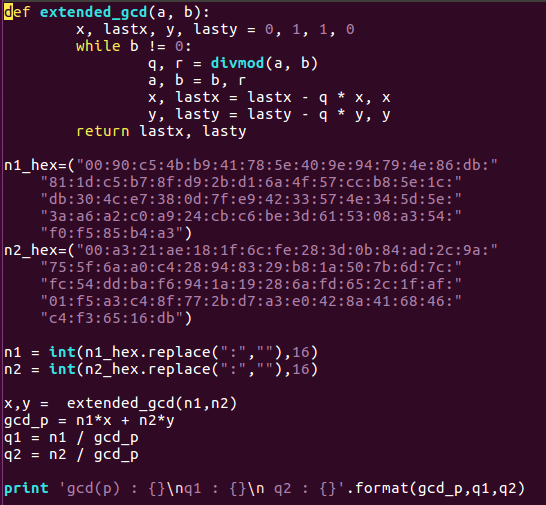 def extended_gcd(a, b):
        x, lastx, y, lasty = 0, 1, 1, 0
        while b != 0:
                q, r = divmod(a, b)
                a, b = b, r
                x, lastx = lastx - q * x, x
                y, lasty = lasty - q * y, y
        return lastx, lasty

n1_hex=("00:90:c5:4b:b9:41:78:5e:40:9e:94:79:4e:86:db:"
    "81:1d:c5:b7:8f:d9:2b:d1:6a:4f:57:cc:b8:5e:1c:"
    "db:30:4c:e7:38:0d:7f:e9:42:33:57:4e:34:5d:5e:"
    "3a:a6:a2:c0:a9:24:cb:c6:be:3d:61:53:08:a3:54:"
    "f0:f5:85:b4:a3")
n2_hex=("00:a3:21:ae:18:1f:6c:fe:28:3d:0b:84:ad:2c:9a:"
    "75:5f:6a:a0:c4:28:94:83:29:b8:1a:50:7b:6d:7c:"
    "fc:54:dd:ba:f6:94:1a:19:28:6a:fd:65:2c:1f:af:"
    "01:f5:a3:c4:8f:77:2b:d7:a3:e0:42:8a:41:68:46:"
    "c4:f3:65:16:db")

n1 = int(n1_hex.replace(":",""),16)
n2 = int(n2_hex.replace(":",""),16)

x,y =  extended_gcd(n1,n2)
gcd_p = n1*x + n2*y
q1 = n1 / gcd_p
q2 = n2 / gcd_p

print 'gcd(p) : {}\nq1 : {}\n q2 : {}'.format(gcd_p,q1,q2)